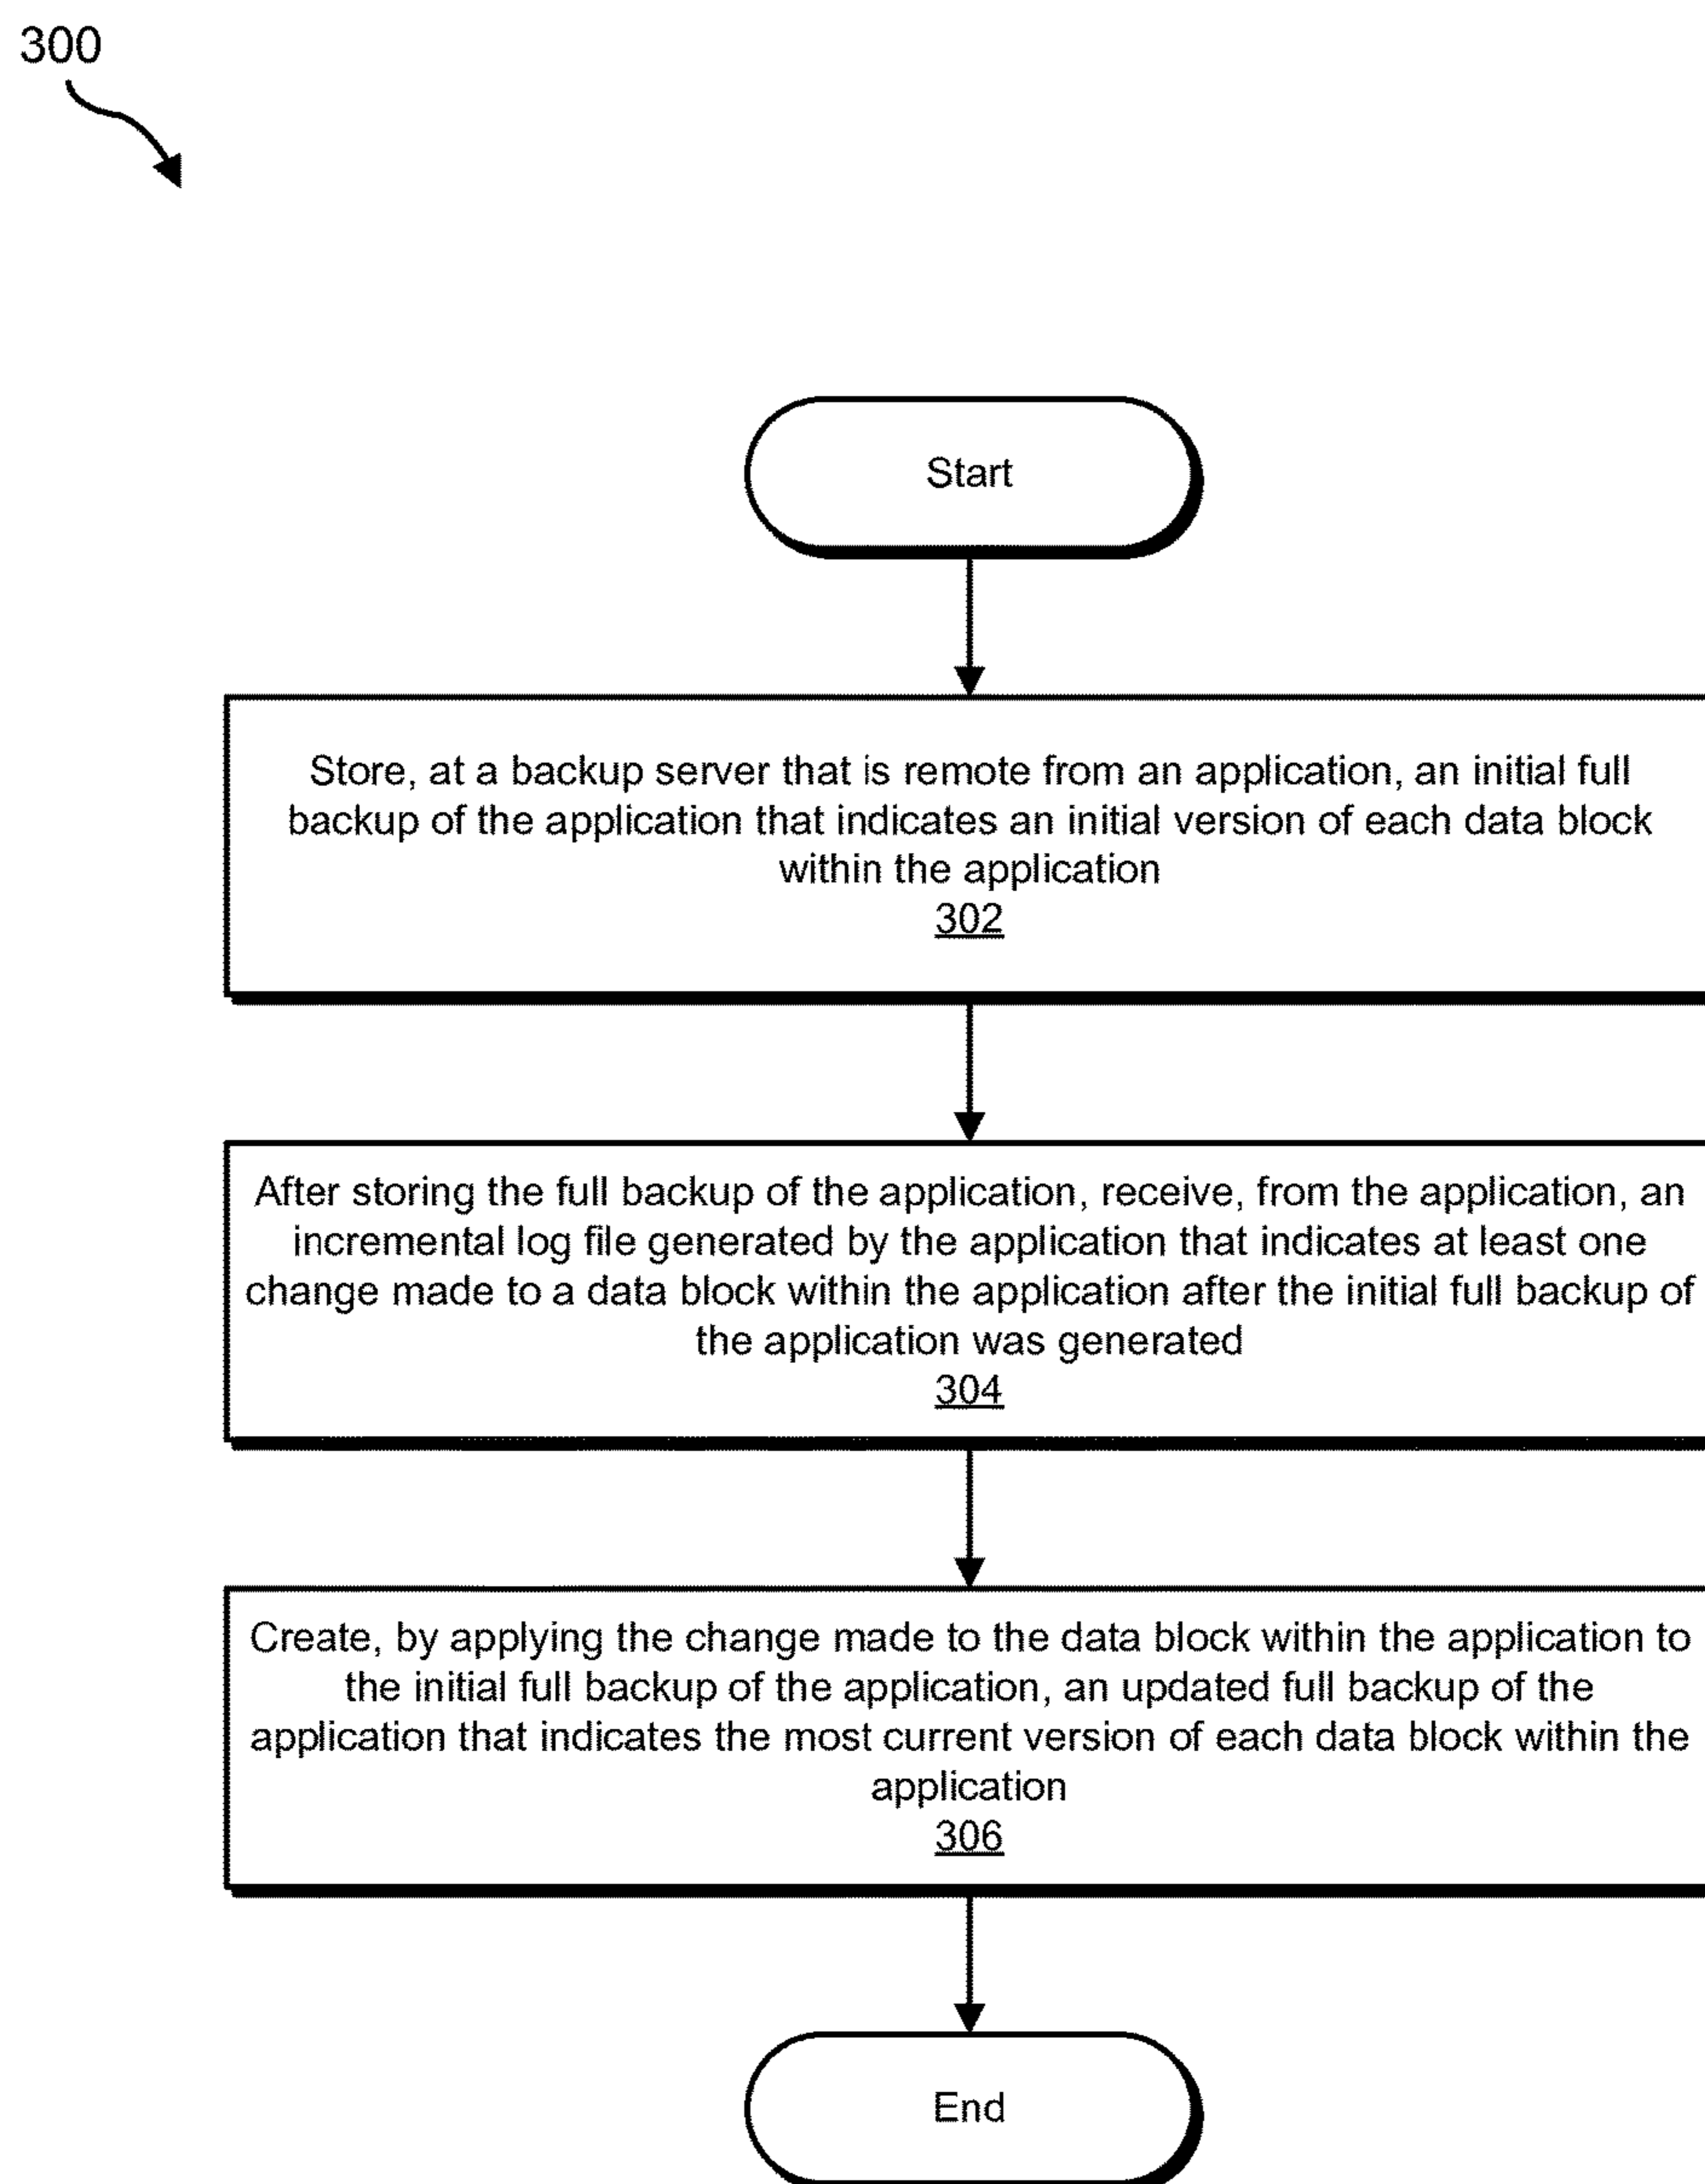 300
Start
Store, at a backup server that is remote from an application, an initial full
backup of the application that indicates an initial version of each data block
within the application
302
After storing the full backup of the application, receive, from the application, an
incremental log file generated by the application that indicates at least one
change made to a data block within the application after the initial full backup of
the application was generated
304
Create, by applying the change made to the data block within the application to
the initial full backup of the application, an updated full backup of the
application that indicates the most current version of each data block within the
application
306
End